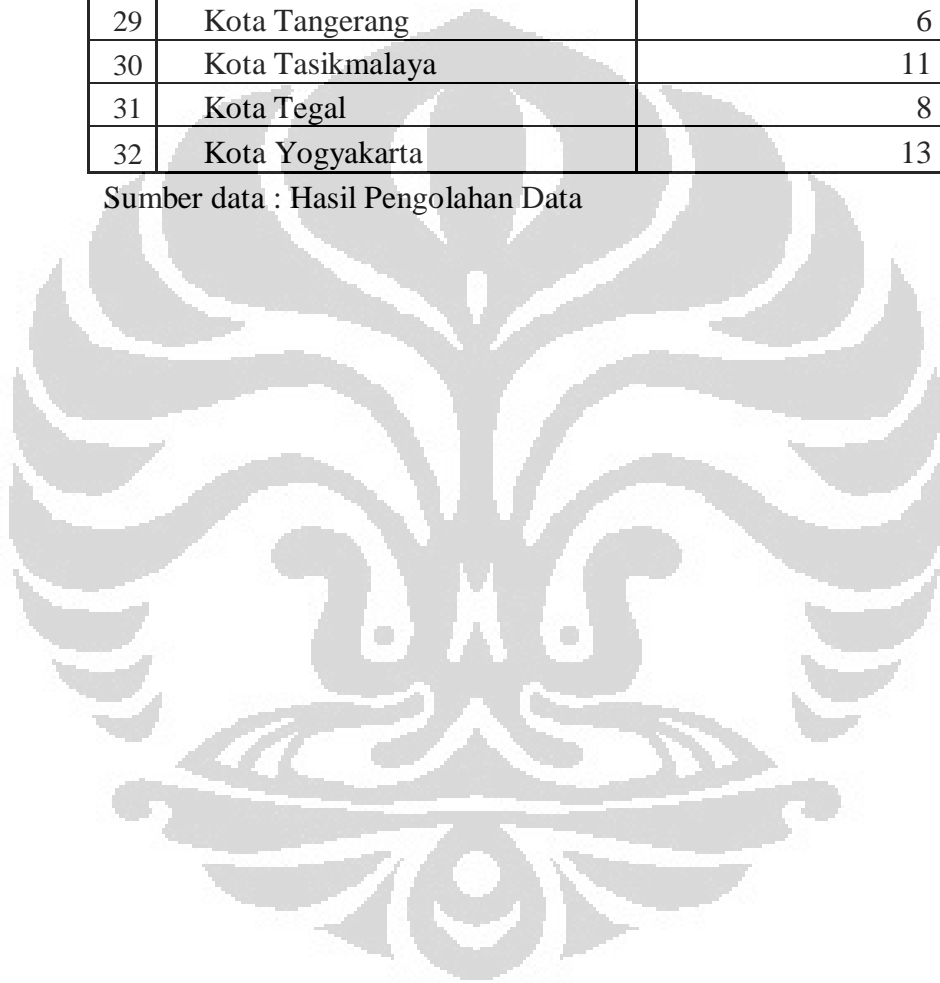 29 Kota Tangerang 6
30 Kota Tasikmalaya 11
31 Kota Tegal 8
32 Kota Yogyakarta 13
Sumber data : Hasil Pengolahan Data